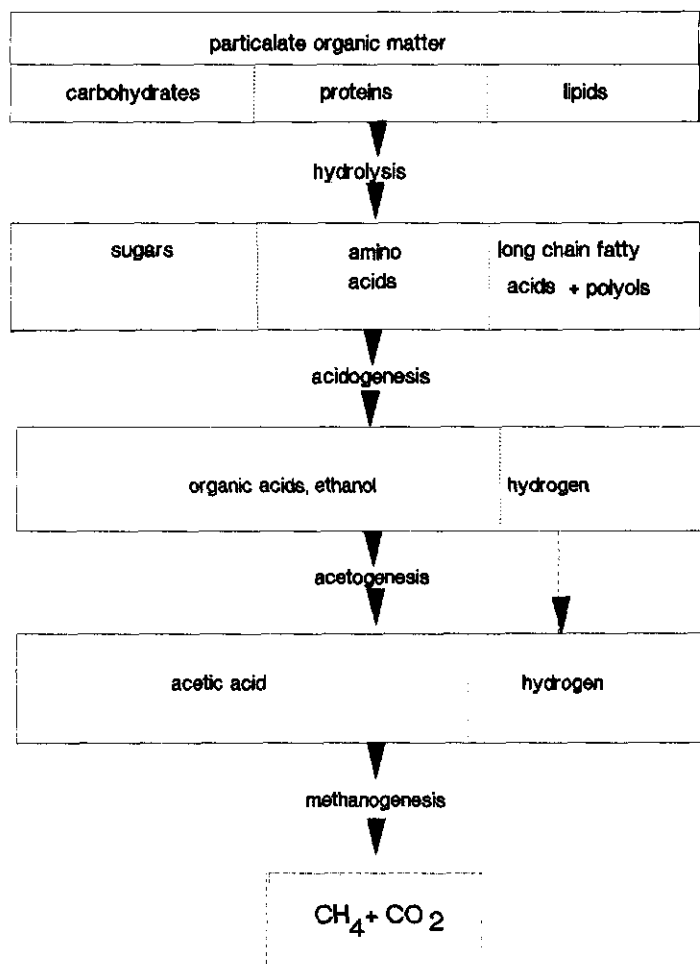 particalate organic matter
carbohydrates proteins lipids
hydrolysis
sugars amino acids long chain fatty acids + polyols
acidogenesis
organic acids, ethanol hydrogen
acetogenesis
acetic acid hydrogen
methanogenesis
CH4 + CO2